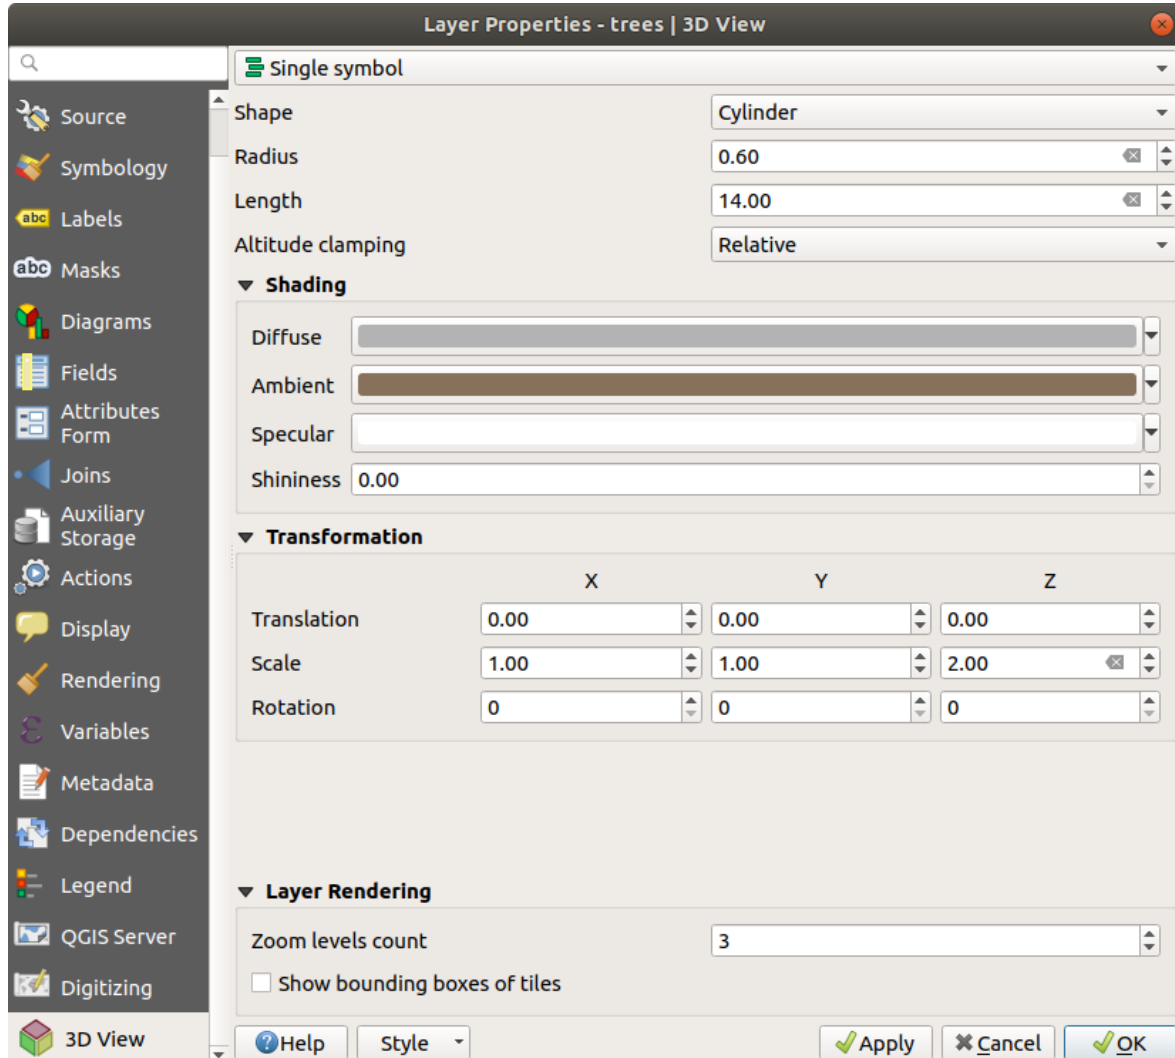 Layer Properties - trees | 3D View
Source
Symbology
abc Labels
abc Masks
Diagrams
Fields
Attributes
Form
Joins
Auxiliary
Storage
Actions
Display
Rendering
Variables
Metadata
Dependencies
Legend
QGIS Server
Digitizing
3D View
Single symbol
Shape Cylinder
Radius 0.60
Length 14.00
Altitude clamping Relative
Shading
Diffuse
Ambient
Specular
Shininess 0.00
Transformation
X Y Z
Translation 0.00 0.00 0.00
Scale 1.00 1.00 2.00
Rotation 0 0 0
Layer Rendering
Zoom levels count 3
Show bounding boxes of tiles
Help Style Apply Cancel OK